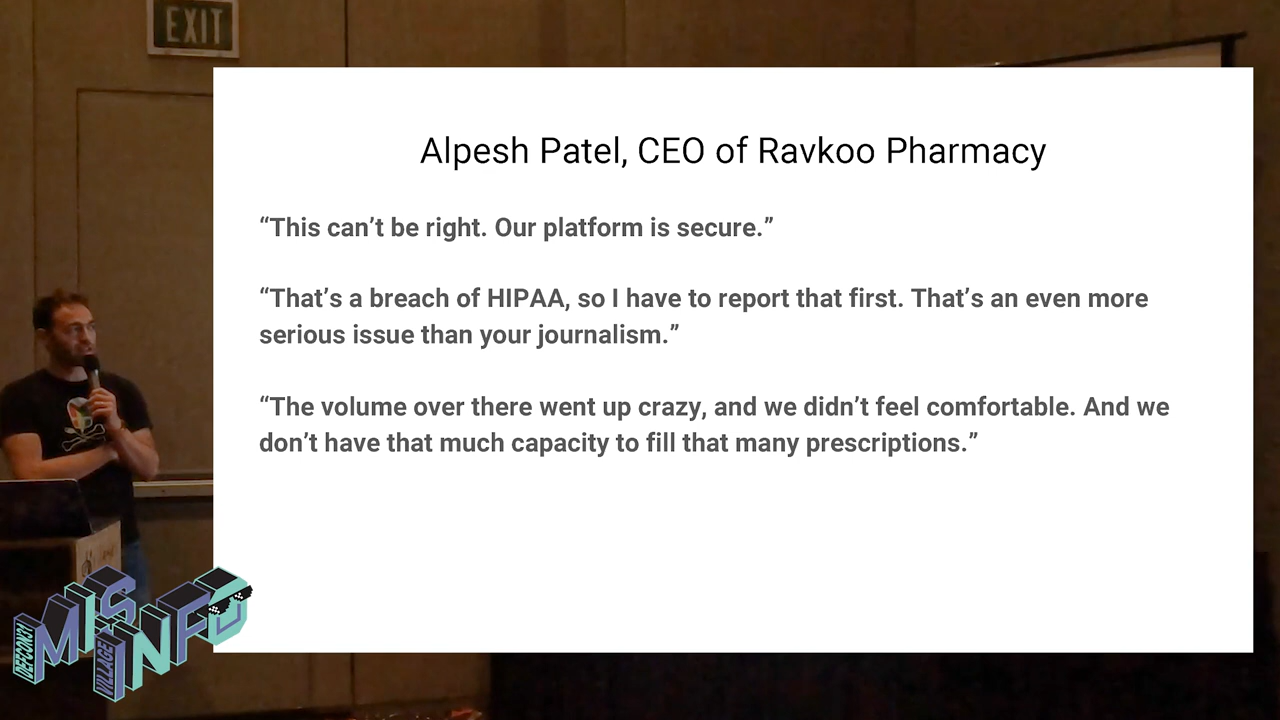 EXIT
Alpesh Patel, CEO of Ravkoo Pharmacy
“This can’t be right. Our platform is secure.”
“That’s a breach of HIPAA, so I have to report that first. That’s an even more
serious issue than your journalism.”
“The volume over there went up crazy, and we didn’t feel comfortable. And we
don’t have that much capacity to fill that many prescriptions.”
DEFCON31
MISINFO
VILLAGE